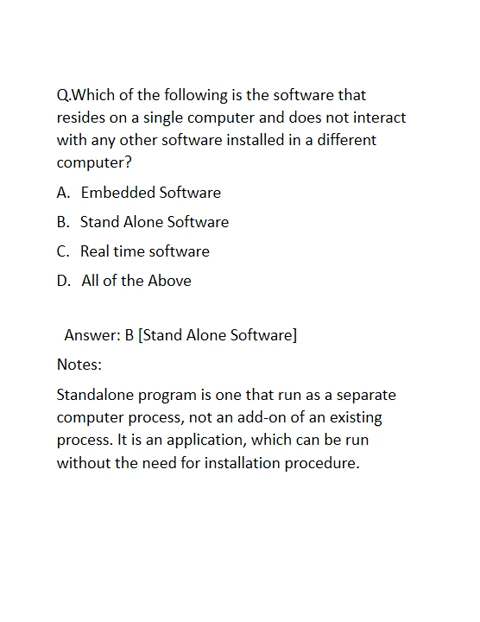 Q.Which of the following is the software that
resides on a single computer and does not interact
with any other software installed in a different
computer?
A. Embedded Software
B. Stand Alone Software
C. Real time software
D. All of the Above
Answer: B [Stand Alone Software]
Notes:
Standalone program is one that run as a separate
computer process, not an add-on of an existing
process. It is an application, which can be run
without the need for installation procedure.